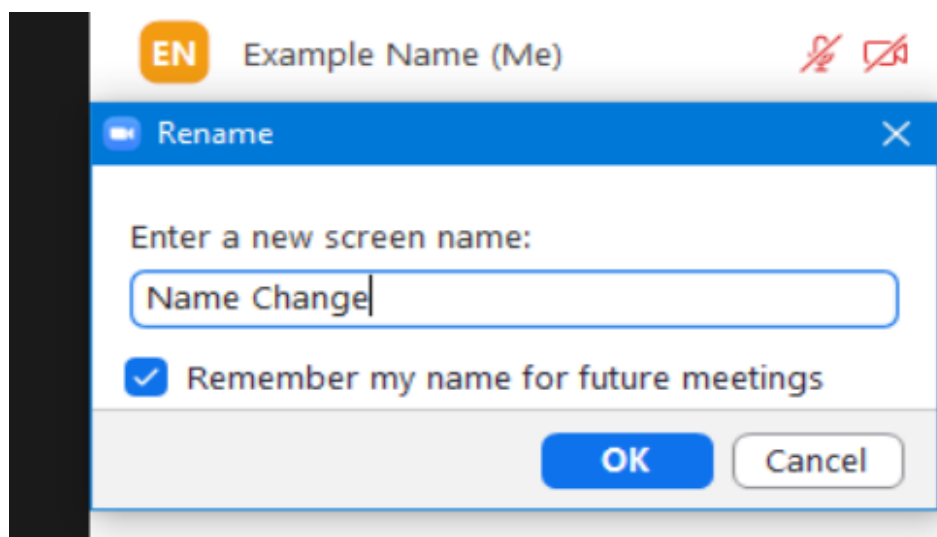 EN Example Name (Me)
Rename
Enter a new screen name:
Name Change
Remember my name for future meetings
OK Cancel